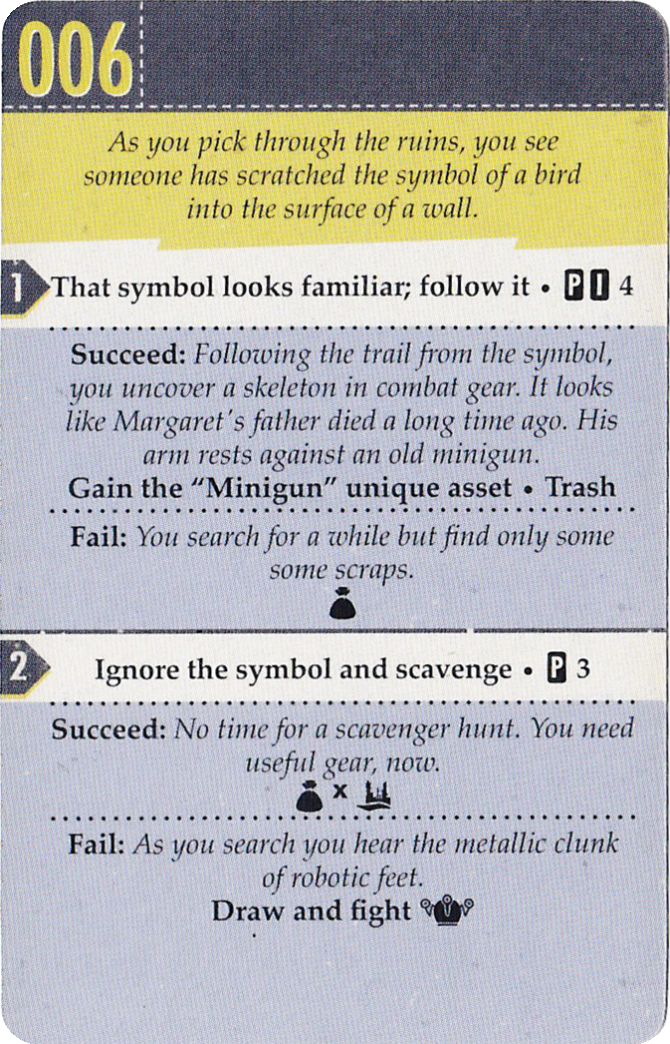 006
As you pick through the ruins, you see
someone has scratched the symbol of a bird
into the surface of a wall.
1 That symbol looks familiar; follow it • P I 4
Succeed: Following the trail from the symbol,
you uncover a skeleton in combat gear. It looks
like Margaret's father died a long time ago. His
arm rests against an old minigun.
Gain the “Minigun” unique asset • Trash
Fail: You search for a while but find only some
some scraps.
2 Ignore the symbol and scavenge • P 3
Succeed: No time for a scavenger hunt. You need
useful gear, now.
x
Fail: As you search you hear the metallic clunk
of robotic feet.
Draw and fight